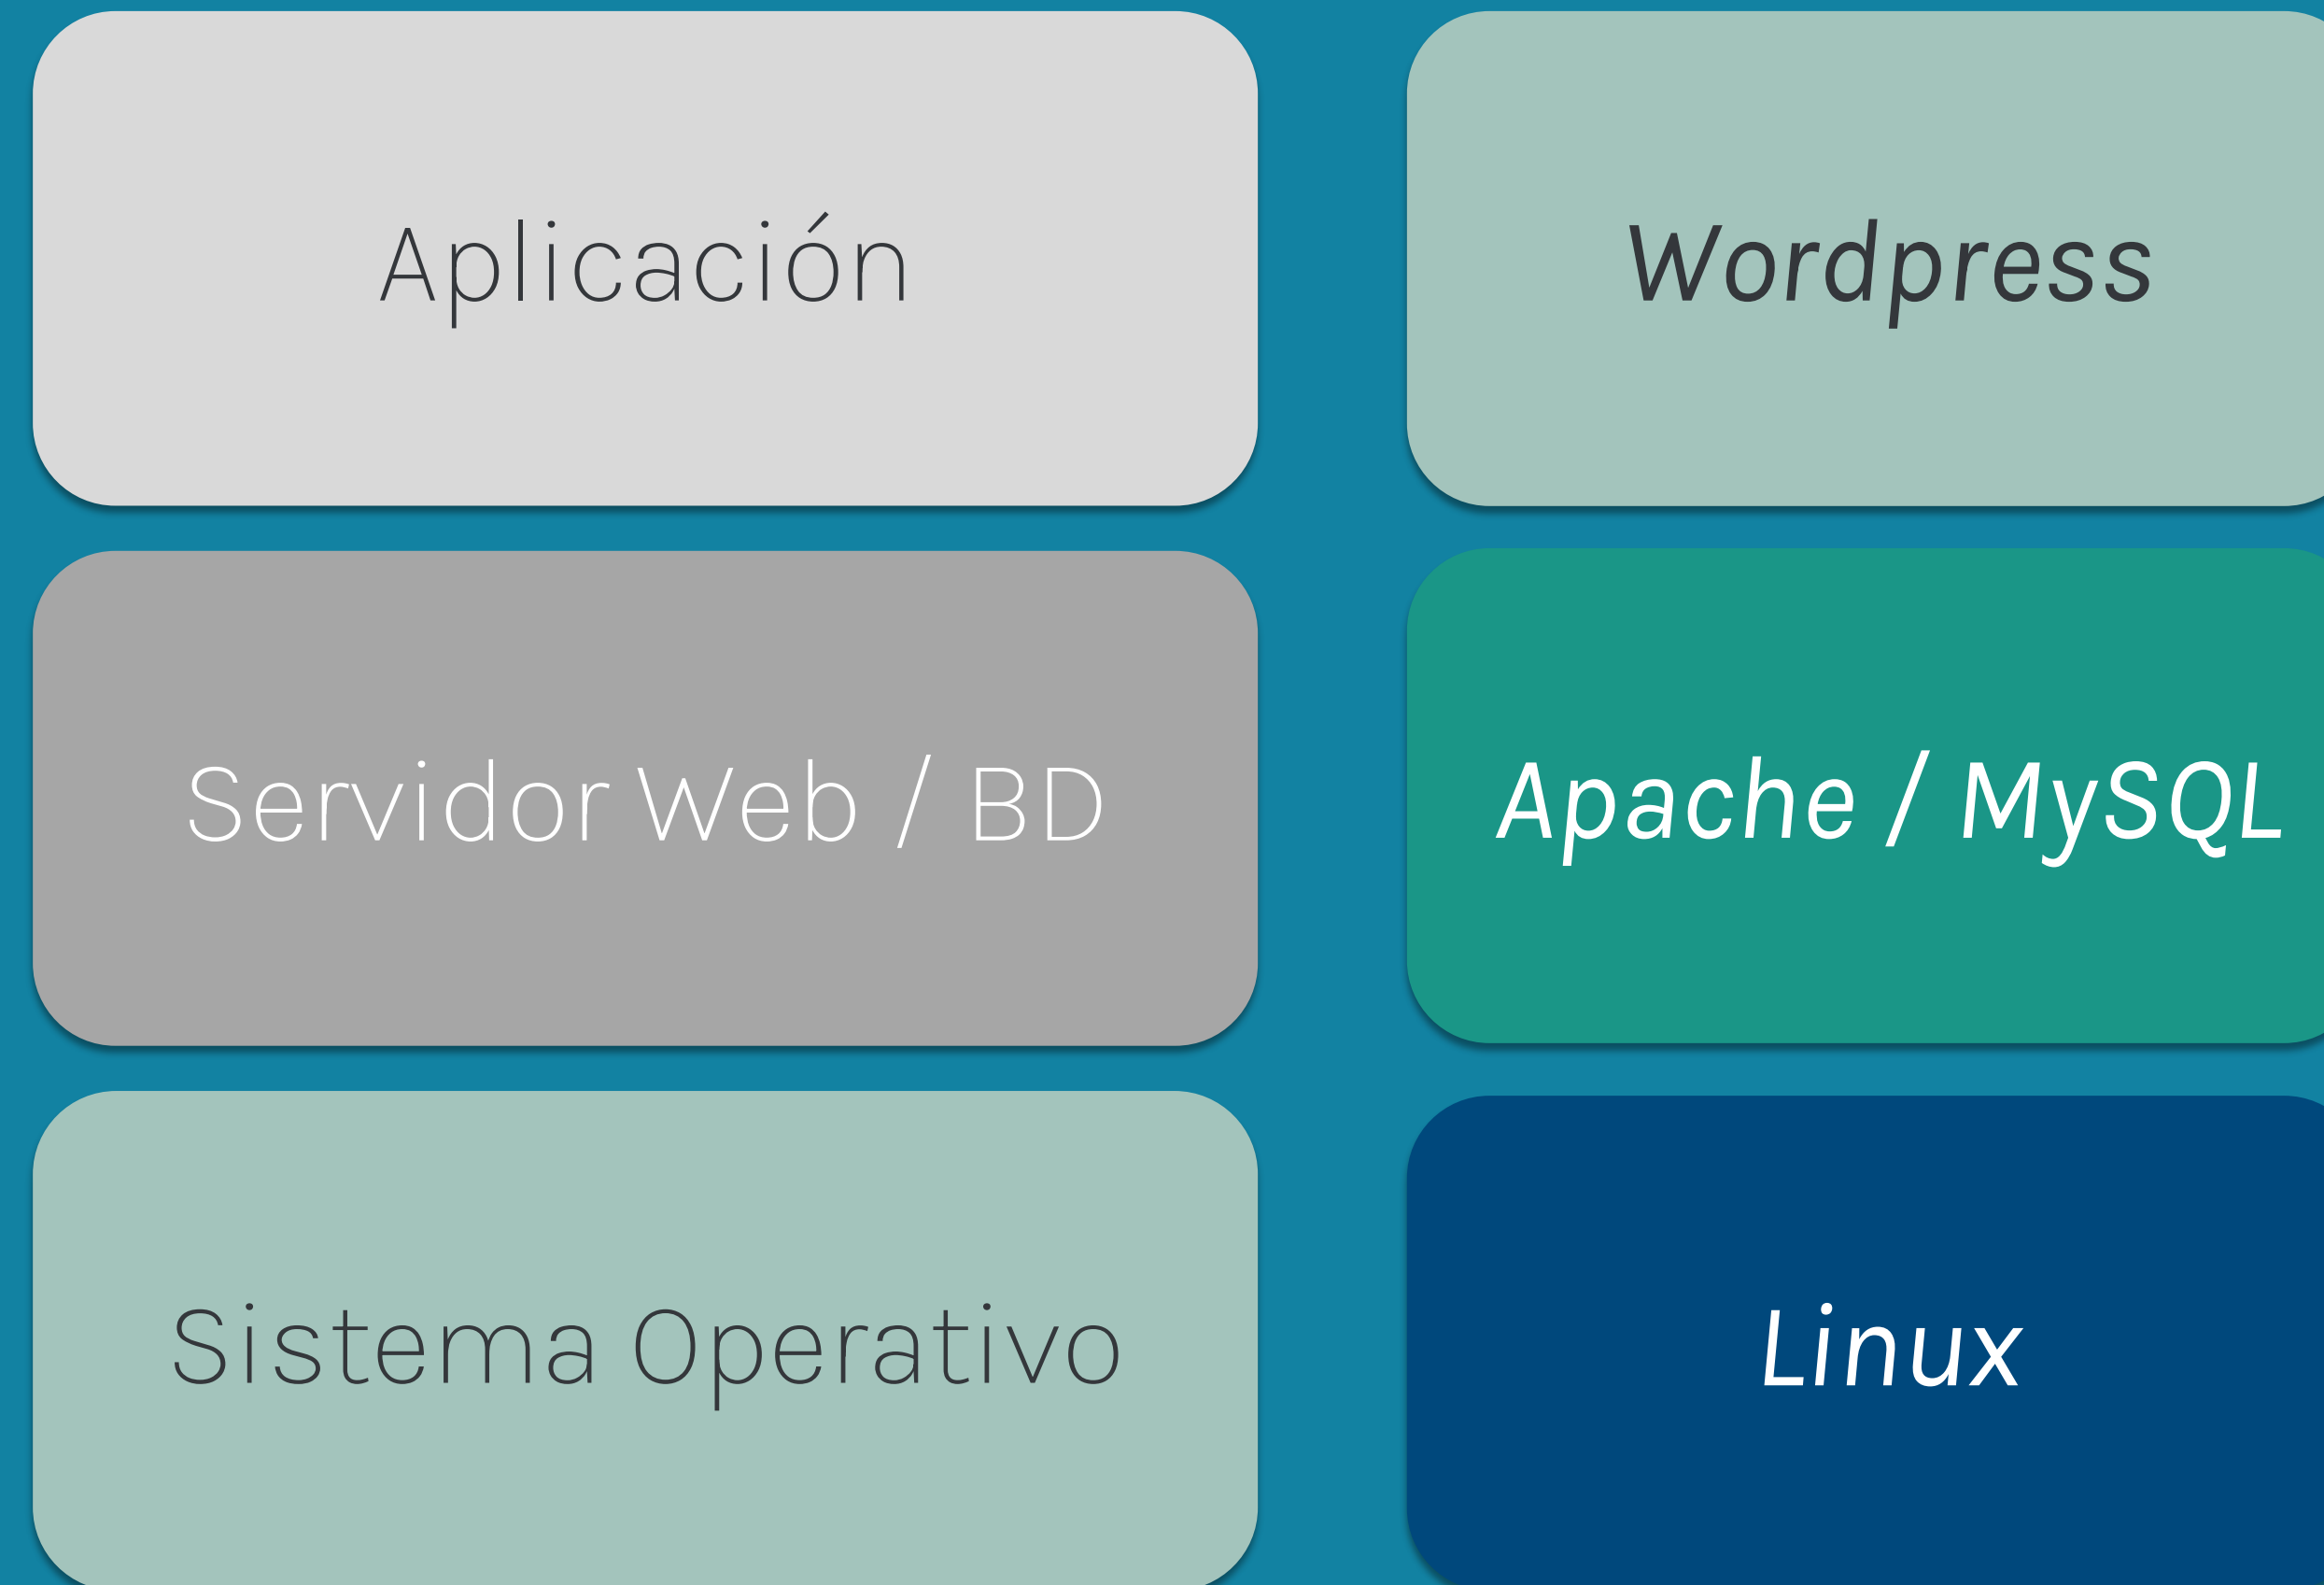 Aplicación
Wordpress
Servidor Web / BD
Apache / MySQL
Sistema Operativo
Linux